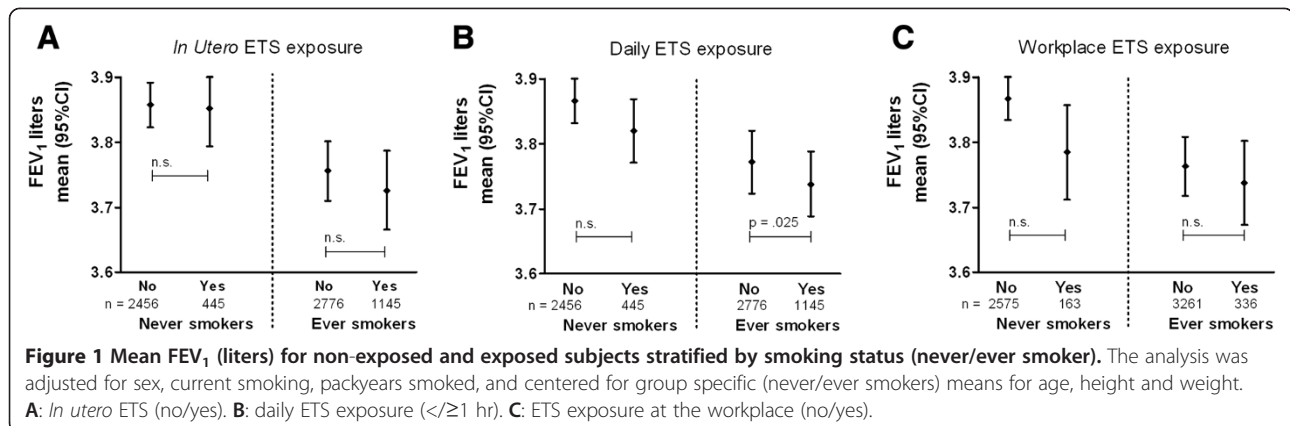 A
In Utero ETS exposure
FEV₁ liters
mean (95%CI)
3.9
3.8
3.7
3.6
n.s.
n.s.
No Yes No Yes
n = 2456 445 2776 1145
Never smokers Ever smokers
B
Daily ETS exposure
FEV₁ liters
mean (95%CI)
3.9
3.8
3.7
3.6
n.s.
p = .025
No Yes No Yes
n = 2456 445 2776 1145
Never smokers Ever smokers
C
Workplace ETS exposure
FEV₁ liters
mean (95%CI)
3.9
3.8
3.7
3.6
n.s.
n.s.
No Yes No Yes
n = 2575 163 3261 336
Never smokers Ever smokers
Figure 1 Mean FEV₁ (liters) for non-exposed and exposed subjects stratified by smoking status (never/ever smoker). The analysis was
adjusted for sex, current smoking, packyears smoked, and centered for group specific (never/ever smokers) means for age, height and weight.
A: In utero ETS (no/yes). B: daily ETS exposure (</≥1 hr). C: ETS exposure at the workplace (no/yes).